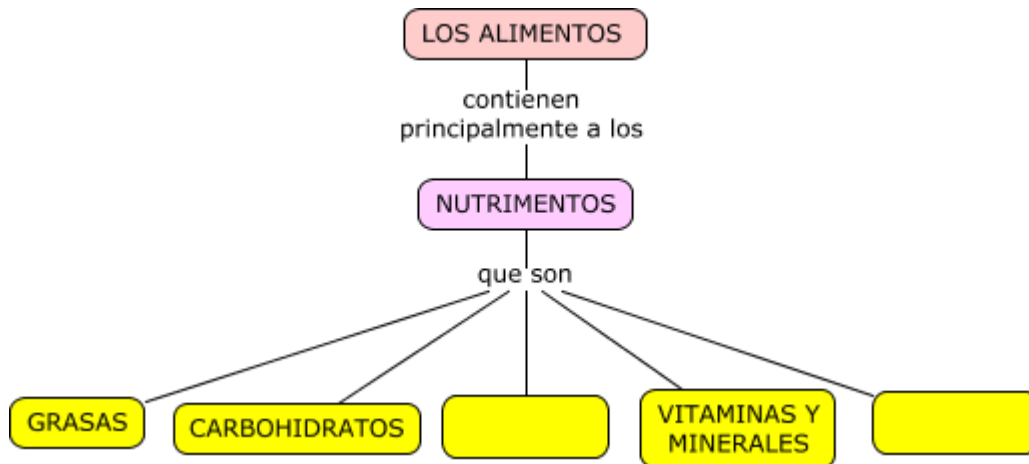 LOS ALIMENTOS
contienen
principalmente a los
NUTRIMENTOS
que son
GRASAS
CARBOHIDRATOS
VITAMINAS Y
MINERALES